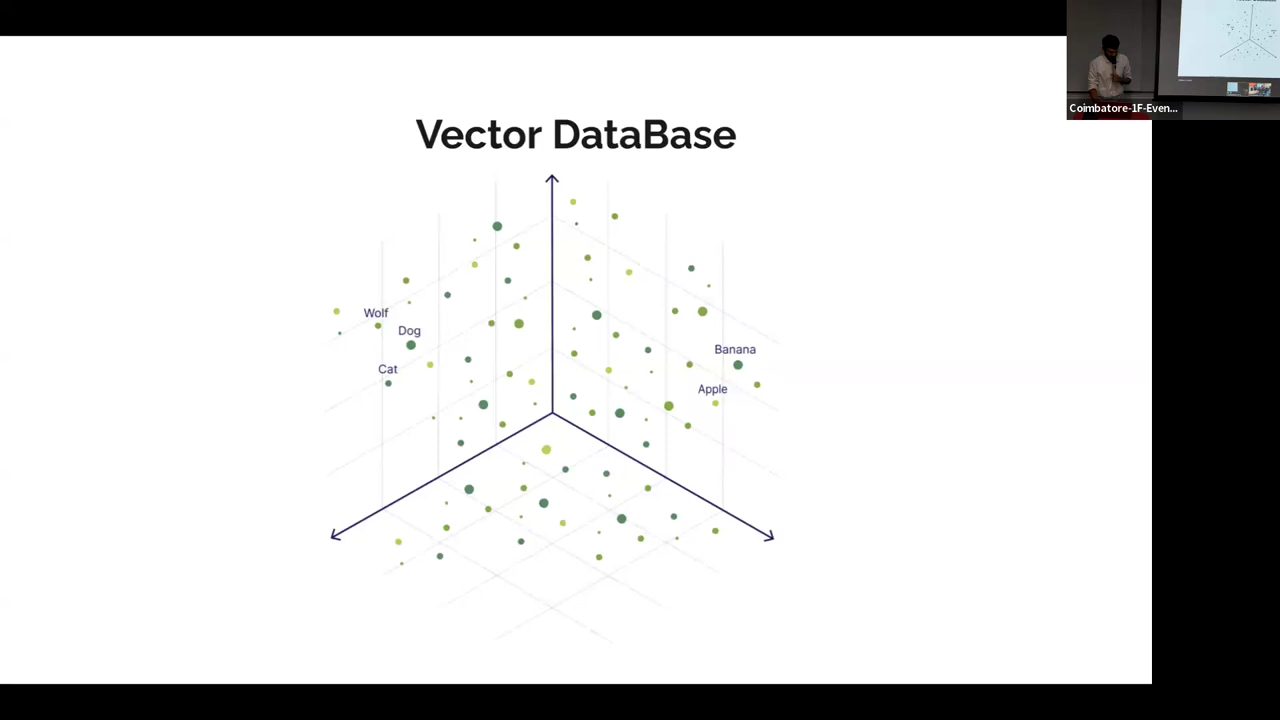 Vector DataBase
Wolf
Dog
Cat
Banana
Apple
Coimbatore-1F-Even...